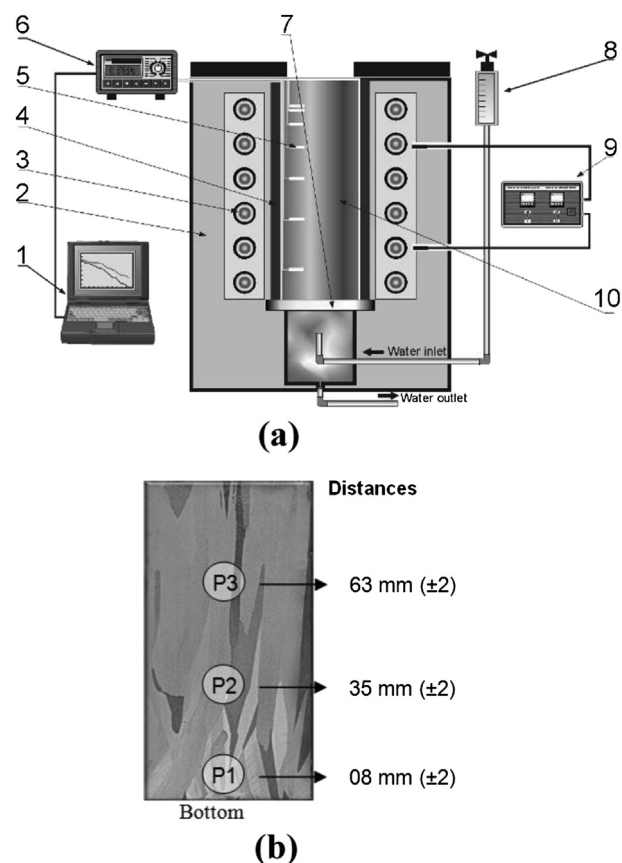 6
7
8
5
4
3
2
9
1
10
Water inlet
Water outlet
(a)
Distances
P3
63 mm (±2)
P2
35 mm (±2)
P1
08 mm (±2)
Bottom
(b)